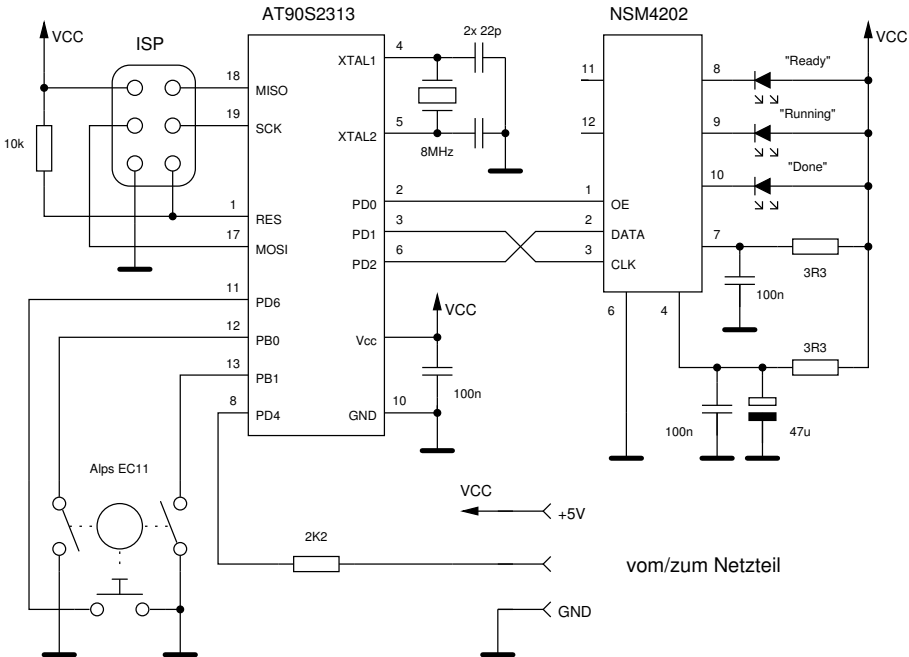 AT90S2313
NSM4202
VCC
ISP
4
2x 22p
VCC
XTAL1
11
8
"Ready"
18
MISO
19
SCK
"Running"
10k
5
XTAL2
12
9
8MHz
10
"Done"
2
PD0
1
OE
1
RES
3
PD1
2
DATA
7
17
MOSI
6
PD2
3
CLK
3R3
11
PD6
100n
VCC
6
4
12
PB0
Vcc
3R3
13
PB1
100n
8
PD4
GND
10
100n
47u
Alps EC11
VCC
+5V
2K2
vom/zum Netzteil
GND